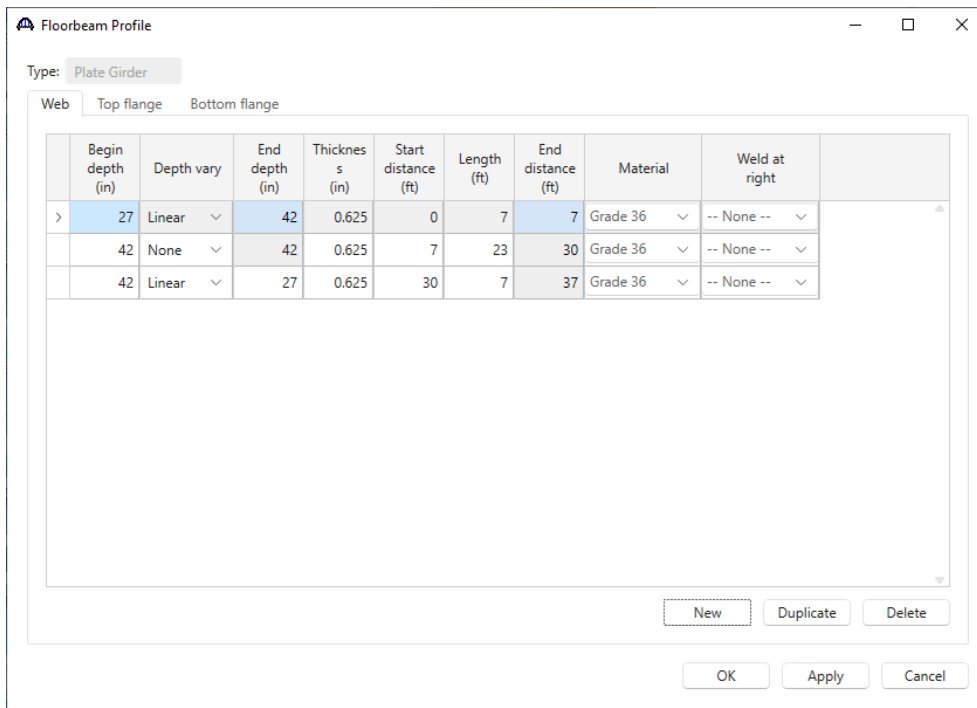 Floorbeam Profile
Type: Plate Girder
Web Top flange Bottom flange
Begin depth (in) Depth vary End depth (in) Thicknes s (in) Start distance (ft) Length (ft) End distance (ft) Material Weld at right
27 Linear 42 0.625 0 7 7 Grade 36 -- None --
42 None 42 0.625 7 23 30 Grade 36 -- None --
42 Linear 27 0.625 30 7 37 Grade 36 -- None --
New Duplicate Delete
OK Apply Cancel